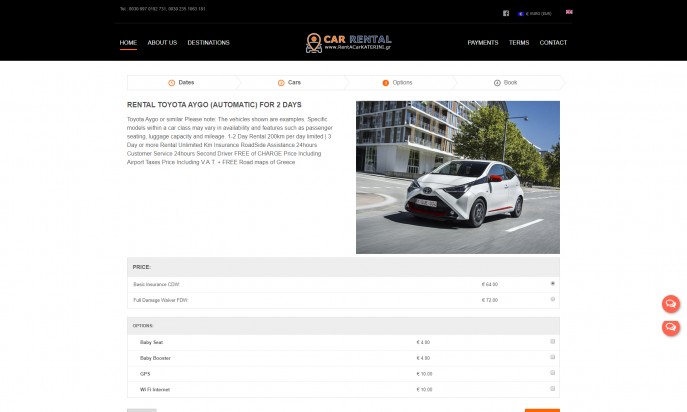 Tel.: 0030 697 0162 731, 0030 235 1063 161
€ EURO (EUR)
HOME ABOUT US DESTINATIONS
CAR RENTAL
www.RentACarKATERINI.gr
PAYMENTS TERMS CONTACT
Dates
Cars
Options
Book
RENTAL TOYOTA AYGO (AUTOMATIC) FOR 2 DAYS
Toyota Aygo or similar Please note: The vehicles shown are examples. Specific
models within a car class may vary in availability and features such as passenger
seating, luggage capacity and mileage. 1-2 Day Rental 200km per day limited | 3
Day or more Rental Unlimited Km Insurance RoadSide Assistance 24hours
Customer Service 24hours Second Driver FREE of CHARGE Price Including
Airport Taxes Price Including V.A.T. + FREE Road maps of Greece
PRICE:
Basic Insurance CDW € 64.00
Full Damage Waiver FDW
OPTIONS:
Baby Seat € 4.00
Baby Booster € 4.00
GPS € 10.00
Wi Fi Internet € 10.00